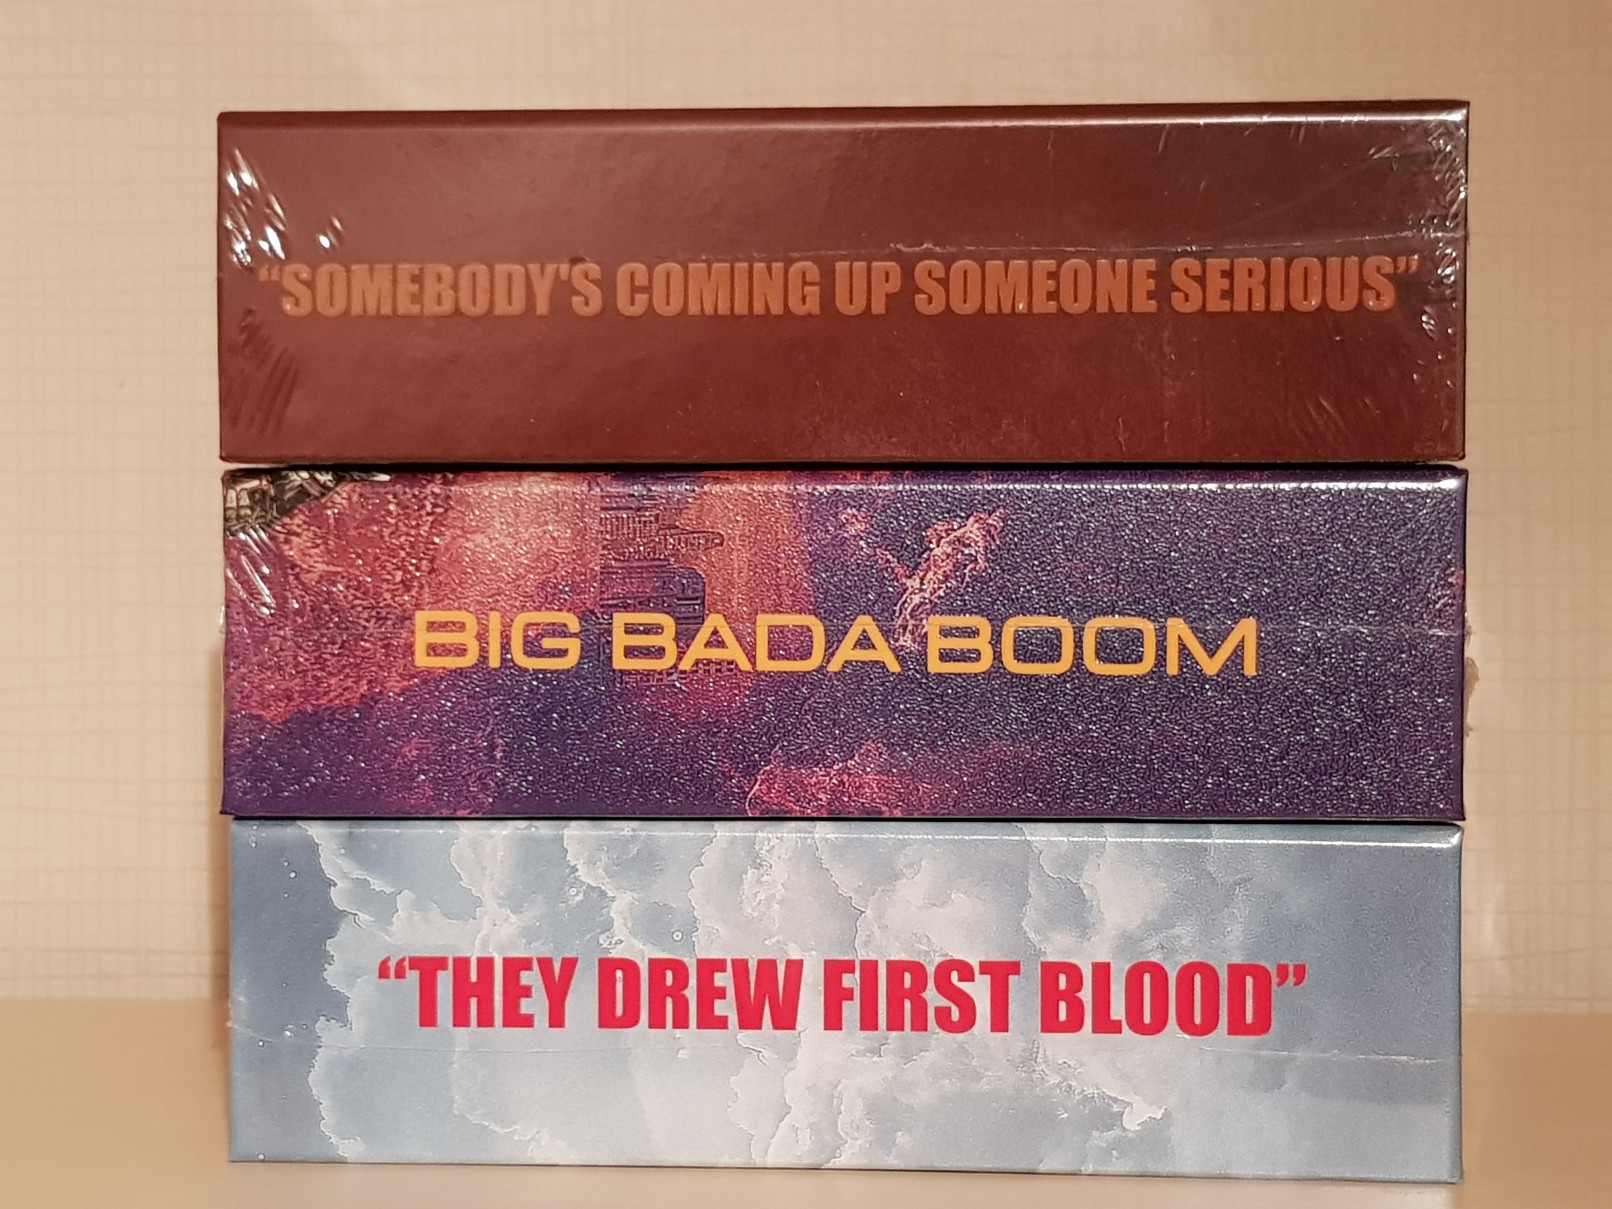 “SOMEBODY'S COMING UP SOMEONE SERIOUS”
BIG BADA BOOM
“THEY DREW FIRST BLOOD”